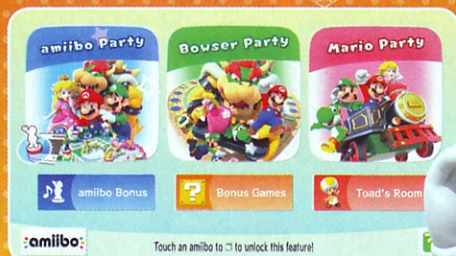 amiibo Party
Bowser Party
Mario Party
amiibo Bonus
Bonus Games
Toad's Room
amiibo
Touch an amiibo to to unlock this feature!